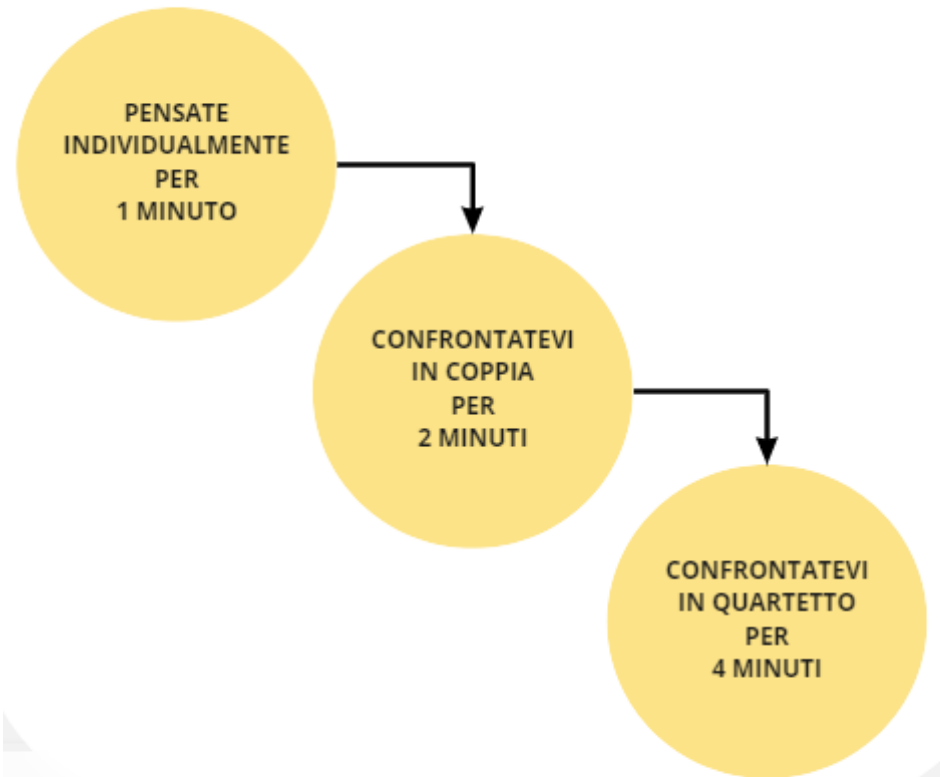 PENSATE
INDIVIDUALMENTE
PER
1 MINUTO
CONFRONTATEVI
IN COPPIA
PER
2 MINUTI
CONFRONTATEVI
IN QUARTETTO
PER
4 MINUTI